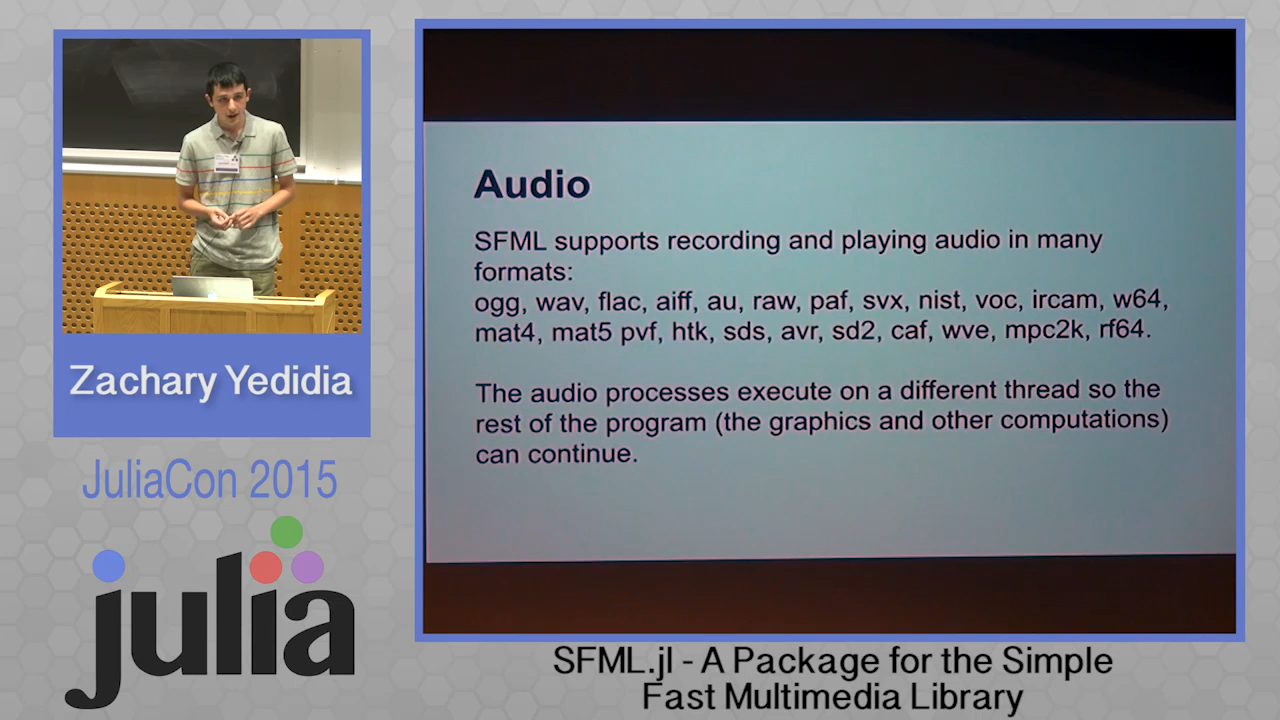 Zachary Yedidia
JuliaCon 2015
julia
Audio
SFML supports recording and playing audio in many
formats:
ogg, wav, flac, aiff, au, raw, paf, svx, nist, voc, ircam, w64,
mat4, mat5 pvf, htk, sds, avr, sd2, caf, wve, mpc2k, rf64.
The audio processes execute on a different thread so the
rest of the program (the graphics and other computations)
can continue.
SFML.jl - A Package for the Simple
Fast Multimedia Library